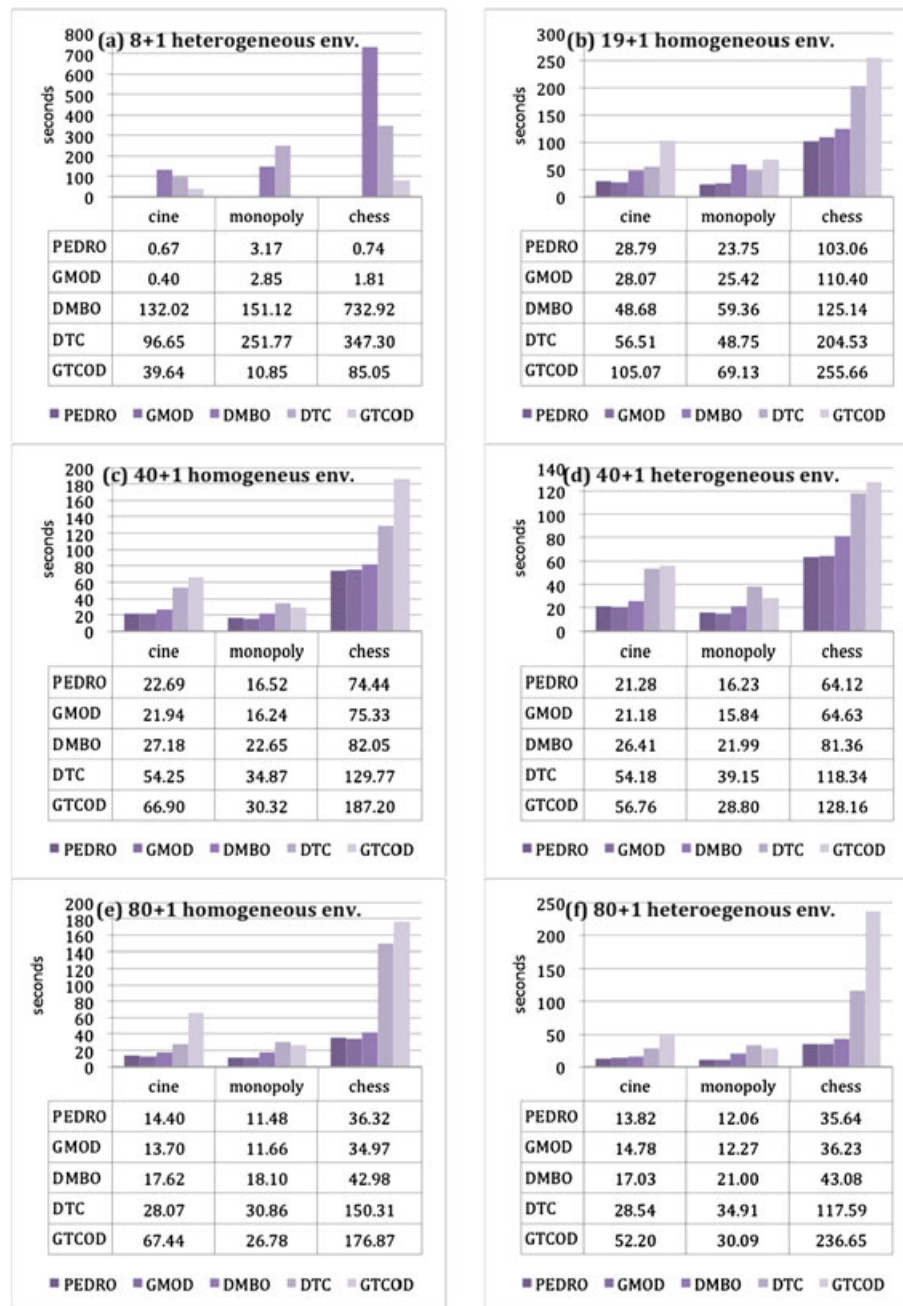 (a) 8+1 heterogeneous env.
800
700
600
500
400
300
200
100
0
seconds
cine monopoly chess
PEDRO 0.67 3.17 0.74
GMOD 0.40 2.85 1.81
DMBO 132.02 151.12 732.92
DTC 96.65 251.77 347.30
GTCOD 39.64 10.85 85.05
PEDRO GMOD DMBO DTC GTCOD
(b) 19+1 homogeneous env.
300
250
200
150
100
50
0
seconds
cine monopoly chess
PEDRO 28.79 23.75 103.06
GMOD 28.07 25.42 110.40
DMBO 48.68 59.36 125.14
DTC 56.51 48.75 204.53
GTCOD 105.07 69.13 255.66
PEDRO GMOD DMBO DTC GTCOD
(c) 40+1 homogeneus env.
200
180
160
140
120
100
80
60
40
20
0
seconds
cine monopoly chess
PEDRO 22.69 16.52 74.44
GMOD 21.94 16.24 75.33
DMBO 27.18 22.65 82.05
DTC 54.25 34.87 129.77
GTCOD 66.90 30.32 187.20
PEDRO GMOD DMBO DTC GTCOD
(d) 40+1 heterogeneous env.
140
120
100
80
60
40
20
0
seconds
cine monopoly chess
PEDRO 21.28 16.23 64.12
GMOD 21.18 15.84 64.63
DMBO 26.41 21.99 81.36
DTC 54.18 39.15 118.34
GTCOD 56.76 28.80 128.16
PEDRO GMOD DMBO DTC GTCOD
(e) 80+1 homogeneous env.
200
180
160
140
120
100
80
60
40
20
0
seconds
cine monopoly chess
PEDRO 14.40 11.48 36.32
GMOD 13.70 11.66 34.97
DMBO 17.62 18.10 42.98
DTC 28.07 30.86 150.31
GTCOD 67.44 26.78 176.87
PEDRO GMOD DMBO DTC GTCOD
(f) 80+1 heteroegenous env.
250
200
150
100
50
0
seconds
cine monopoly chess
PEDRO 13.82 12.06 35.64
GMOD 14.78 12.27 36.23
DMBO 17.03 21.00 43.08
DTC 28.54 34.91 117.59
GTCOD 52.20 30.09 236.65
PEDRO GMOD DMBO DTC GTCOD